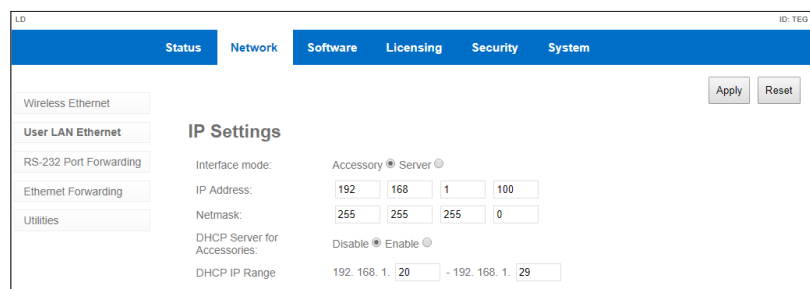 LD ID: TEG
Status Network Software Licensing Security System
Apply Reset
Wireless Ethernet
User LAN Ethernet
RS-232 Port Forwarding
Ethernet Forwarding
Utilities
IP Settings
Interface mode: Accessory Server
IP Address: 192 168 1 100
Netmask: 255 255 255 0
DHCP Server for Accessories: Disable Enable
DHCP IP Range 192. 168. 1. 20 - 192. 168. 1. 29